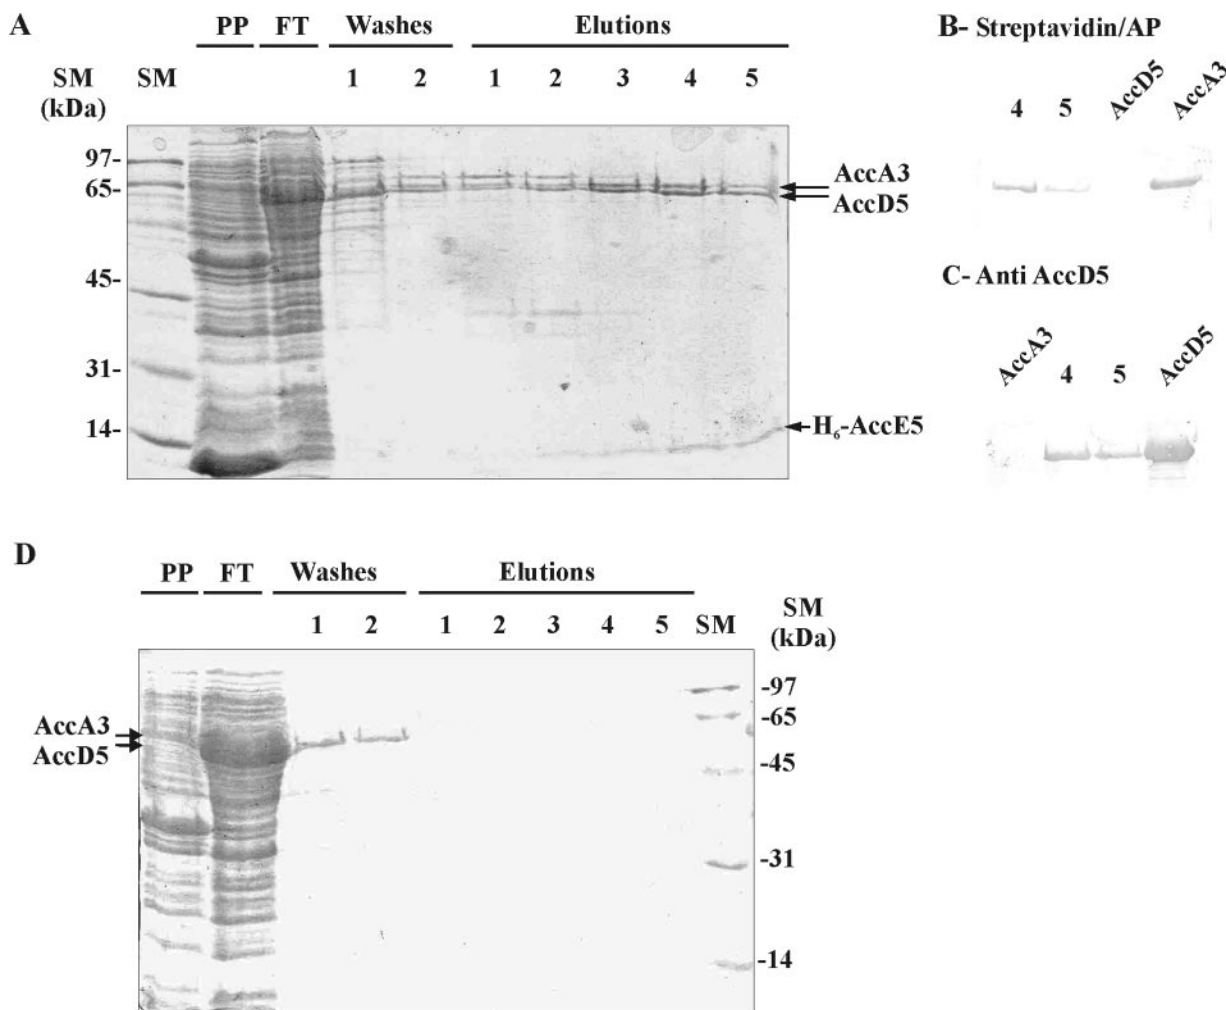 A
PP FT Washes Elutions
SM SM 1 2 1 2 3 4 5
(kDa)
97-
65-
45-
31-
14-
AccA3
AccD5
H₆-AccE5
B- Streptavidin/AP
4 5 AccD5 AccA3
C- Anti AccD5
AccA3 4 5 AccD5
D
PP FT Washes Elutions
1 2 1 2 3 4 5 SM SM
(kDa)
AccA3
AccD5
-97
-65
-45
-31
-14